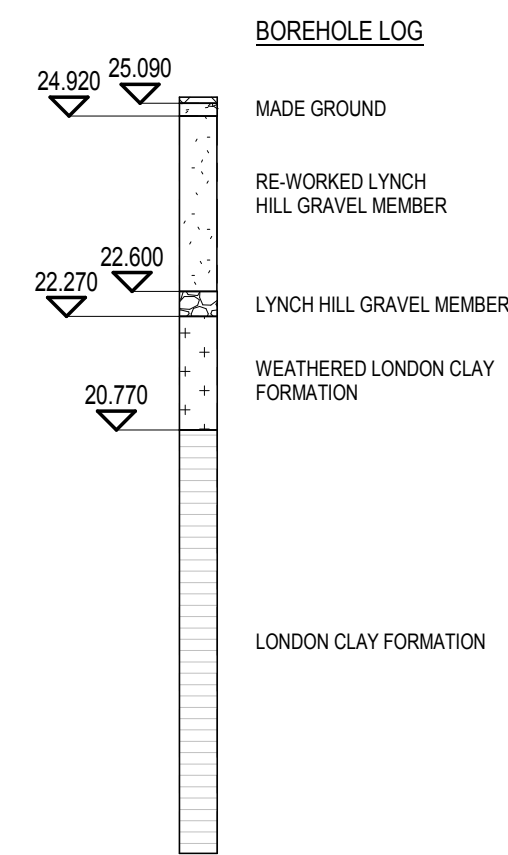 BOREHOLE LOG
25.090
24.920
MADE GROUND
RE-WORKED LYNCH
HILL GRAVEL MEMBER
22.600
22.270
LYNCH HILL GRAVEL MEMBER
WEATHERED LONDON CLAY
FORMATION
20.770
LONDON CLAY FORMATION